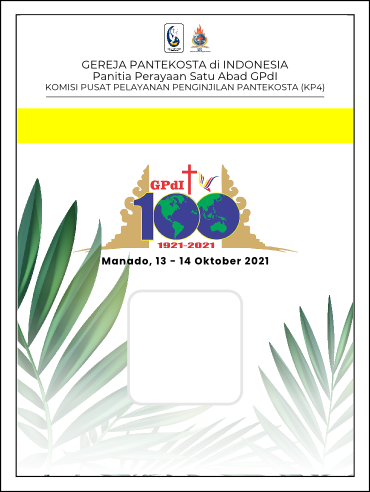 GEREJA PANTEKOSTA di INDONESIA
Panitia Perayaan Satu Abad GPdI
KOMISI PUSAT PELAYANAN PENGINJILAN PANTEKOSTA (KP4)
GPdI
100
1921-2021
Manado, 13 - 14 Oktober 2021